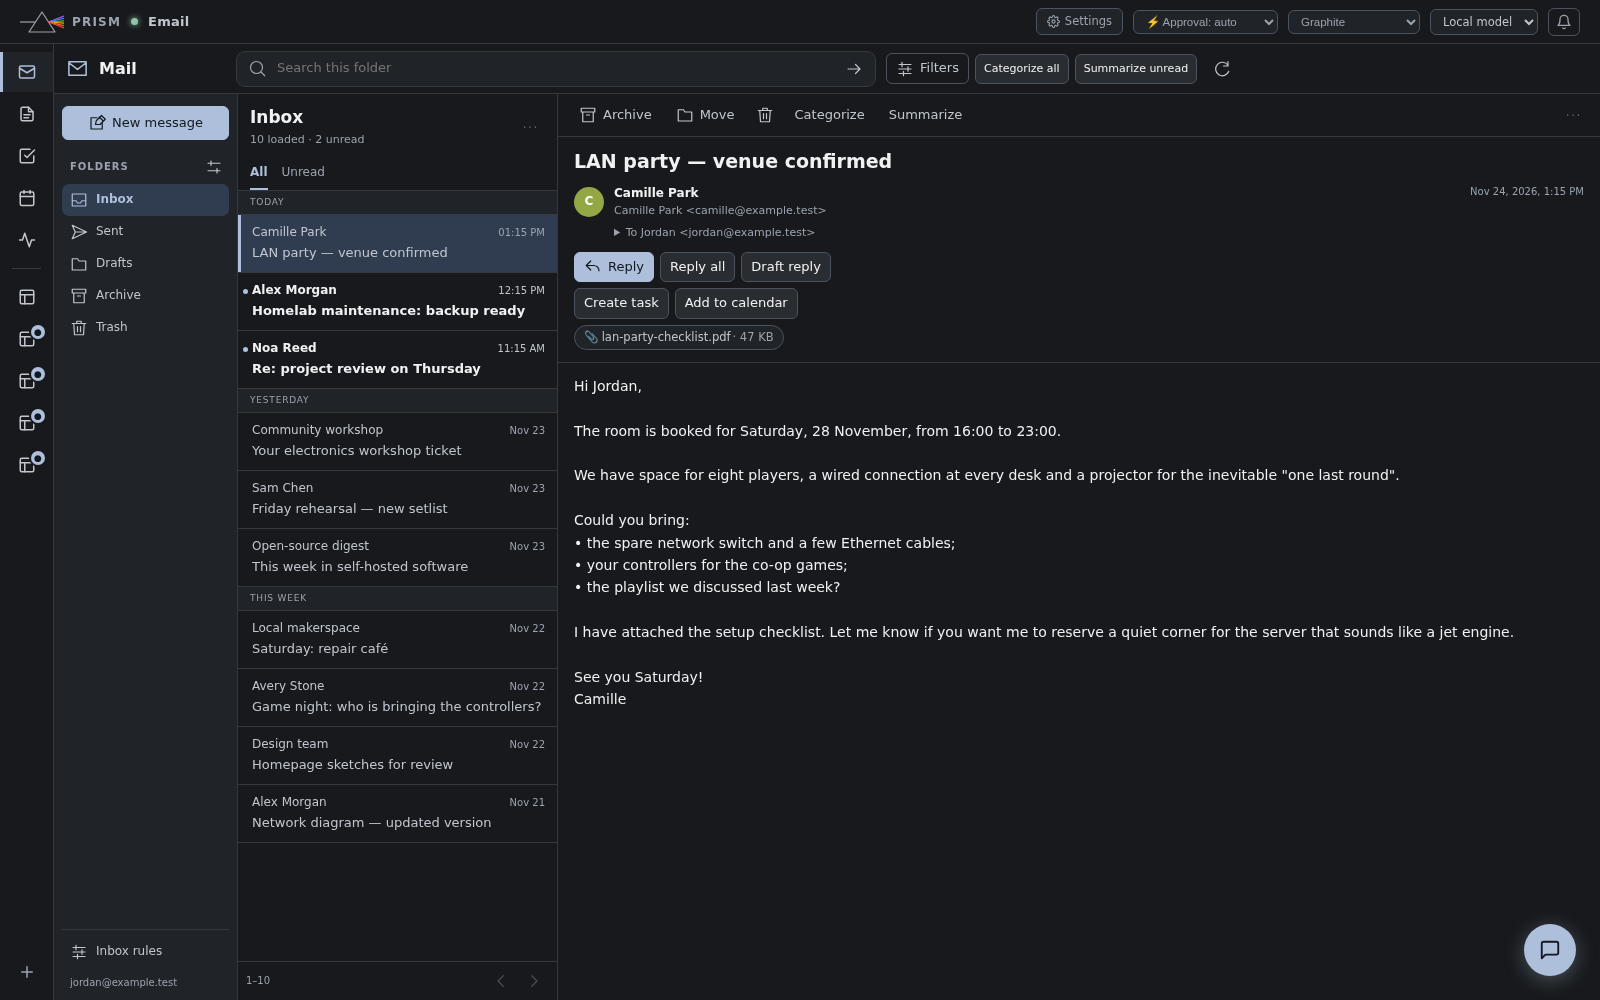 PRISM Email
Settings
⚡ Approval: auto
Graphite
Local model
Mail
Search this folder
Filters
Categorize all
Summarize unread
New message
FOLDERS
Inbox
Sent
Drafts
Archive
Trash
Inbox rules
jordan@example.test
Inbox
10 loaded · 2 unread
...
All
Unread
TODAY
Camille Park 01:15 PM
LAN party — venue confirmed
Alex Morgan 12:15 PM
Homelab maintenance: backup ready
Noa Reed 11:15 AM
Re: project review on Thursday
YESTERDAY
Community workshop Nov 23
Your electronics workshop ticket
Sam Chen Nov 23
Friday rehearsal — new setlist
Open-source digest Nov 23
This week in self-hosted software
THIS WEEK
Local makerspace Nov 22
Saturday: repair café
Avery Stone Nov 22
Game night: who is bringing the controllers?
Design team Nov 22
Homepage sketches for review
Alex Morgan Nov 21
Network diagram — updated version
1–10
Archive
Move
Categorize
Summarize
...
LAN party — venue confirmed
C
Camille Park
Nov 24, 2026, 1:15 PM
Camille Park <camille@example.test>
To Jordan <jordan@example.test>
Reply
Reply all
Draft reply
Create task
Add to calendar
lan-party-checklist.pdf · 47 KB
Hi Jordan,
The room is booked for Saturday, 28 November, from 16:00 to 23:00.
We have space for eight players, a wired connection at every desk and a projector for the inevitable "one last round".
Could you bring:
• the spare network switch and a few Ethernet cables;
• your controllers for the co-op games;
• the playlist we discussed last week?
I have attached the setup checklist. Let me know if you want me to reserve a quiet corner for the server that sounds like a jet engine.
See you Saturday!
Camille